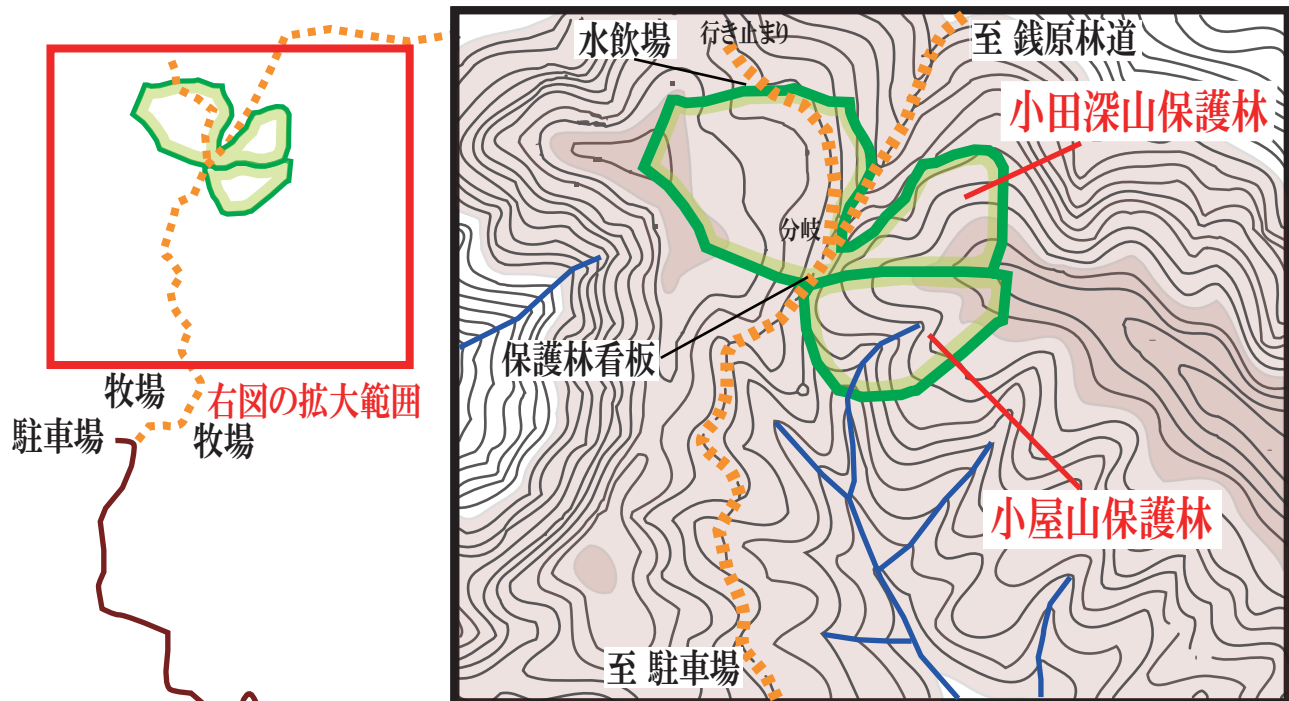 牧場
右図の拡大範囲
駐車場
牧場
水飲場
行き止まり
至 銭原林道
小田深山保護林
分岐
保護林看板
小屋山保護林
至 駐車場